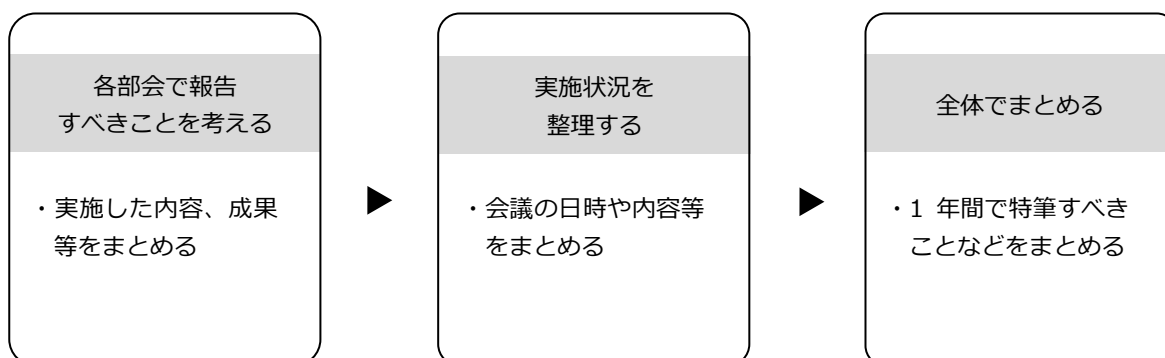 各部会で報告
すべきことを考える
・実施した内容、成果
等をまとめる
▶
実施状況を
整理する
・会議の日時や内容等
をまとめる
▶
全体でまとめる
・1 年間で特筆すべき
ことなどをまとめる